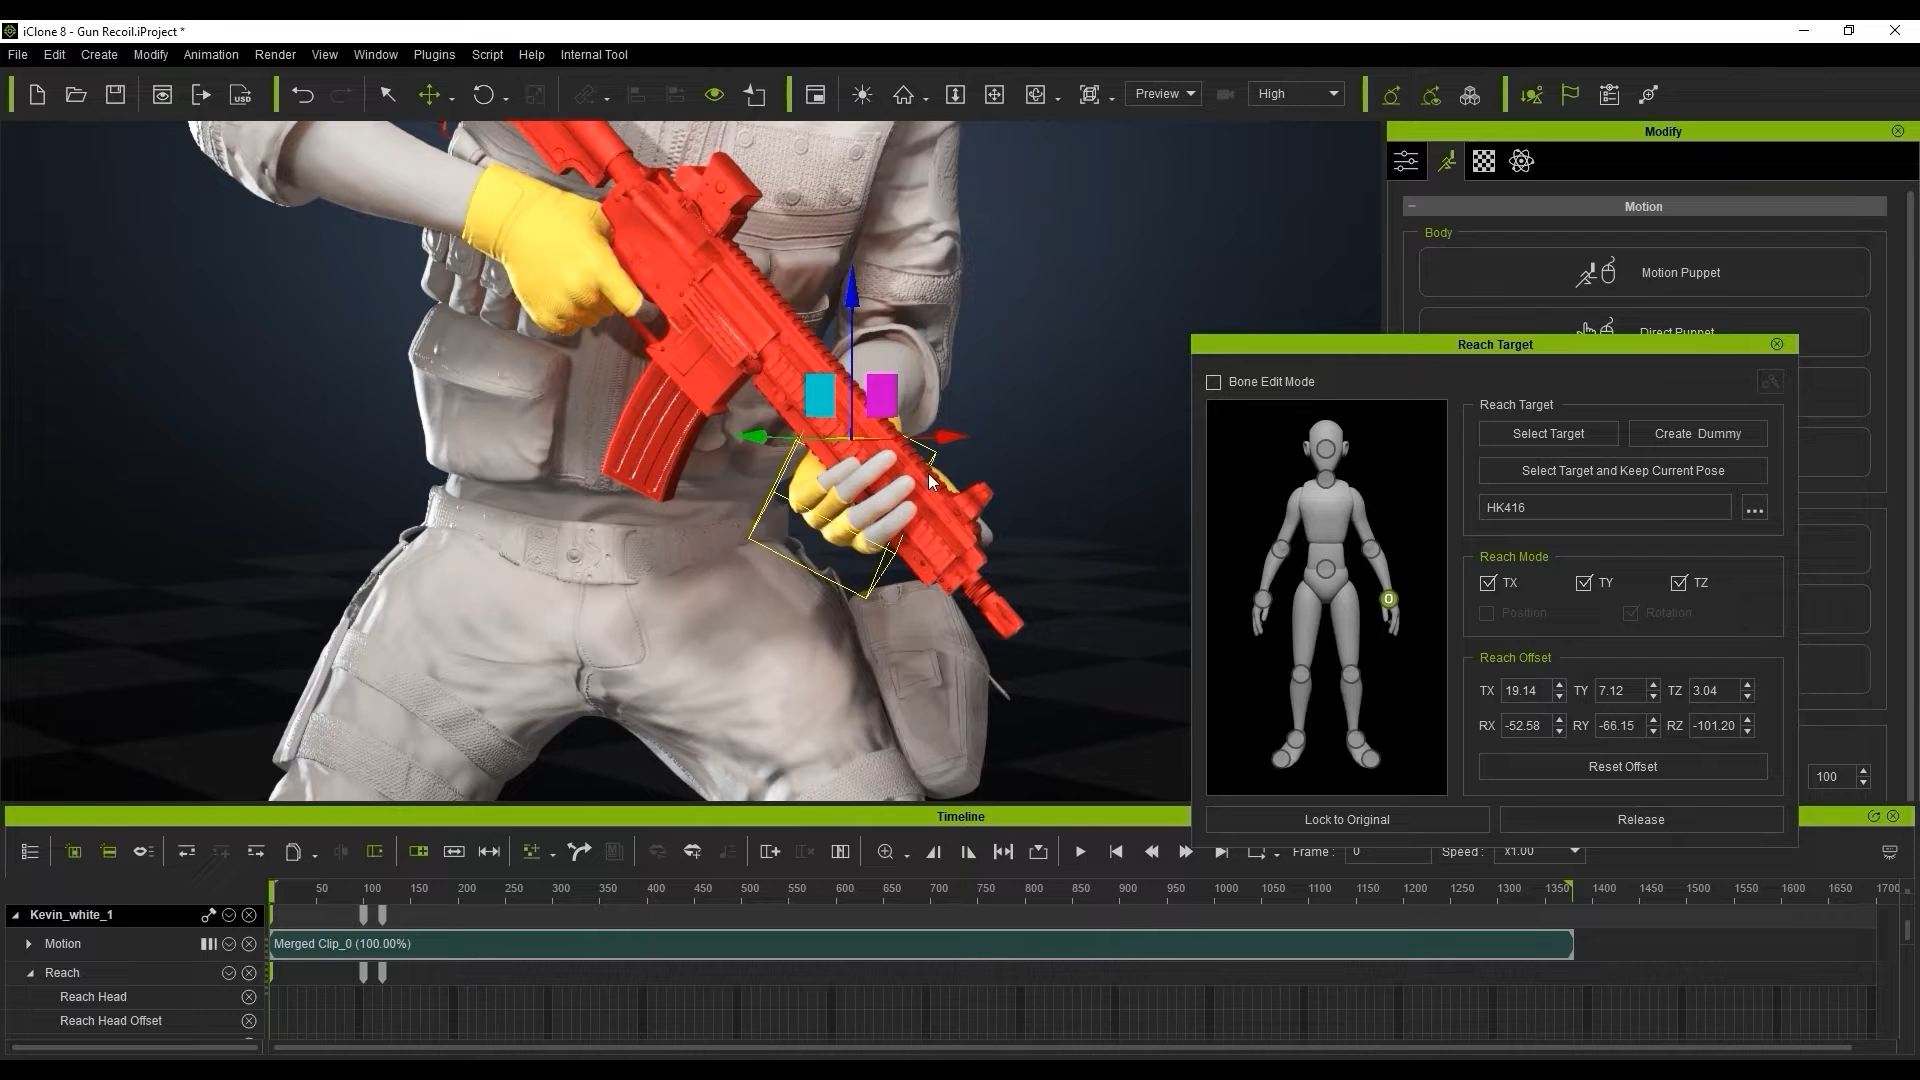 iClone 8 - Gun Recoil.iProject *
File Edit Create Modify Animation Render View Window Plugins Script Help Internal Tool
USD Preview High
Modify
Motion
Body
Motion Puppet
Direct Puppet
Reach Target
Bone Edit Mode
Reach Target
Select Target Create Dummy
Select Target and Keep Current Pose
HK416 ...
Reach Mode
TX TY TZ
Position Rotation
Reach Offset
TX 19.14 TY 7.12 TZ 3.04
RX -52.58 RY -66.15 RZ -101.20
Reset Offset
100
Lock to Original Release
Timeline
Frame : 0 Speed : x1.00
50 100 150 200 250 300 350 400 450 500 550 600 650 700 750 800 850 900 950 1000 1050 1100 1150 1200 1250 1300 1350 1400 1450 1500 1550 1600 1650 1700
Kevin_white_1
Motion Merged Clip_0 (100.00%)
Reach
Reach Head
Reach Head Offset